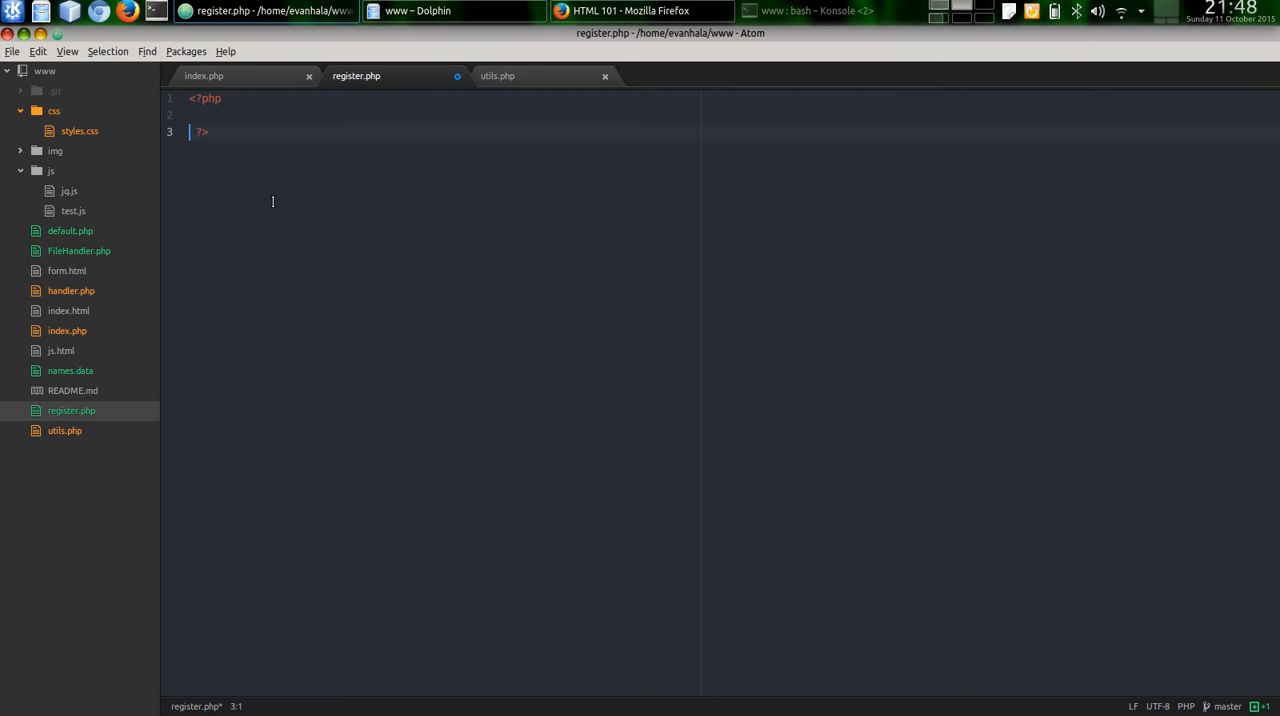 register.php - /home/evanhala/www
www – Dolphin
HTML 101 - Mozilla Firefox
www : bash – Konsole <2>
21:48
Sunday 11 October 2015
register.php - /home/evanhala/www - Atom
File Edit View Selection Find Packages Help
www
.git
css
styles.css
img
js
jq.js
test.js
default.php
FileHandler.php
form.html
handler.php
index.html
index.php
js.html
names.data
README.md
register.php
utils.php
index.php
register.php
utils.php
1 <?php
2
3 ?>
register.php* 3:1
LF UTF-8 PHP master +1